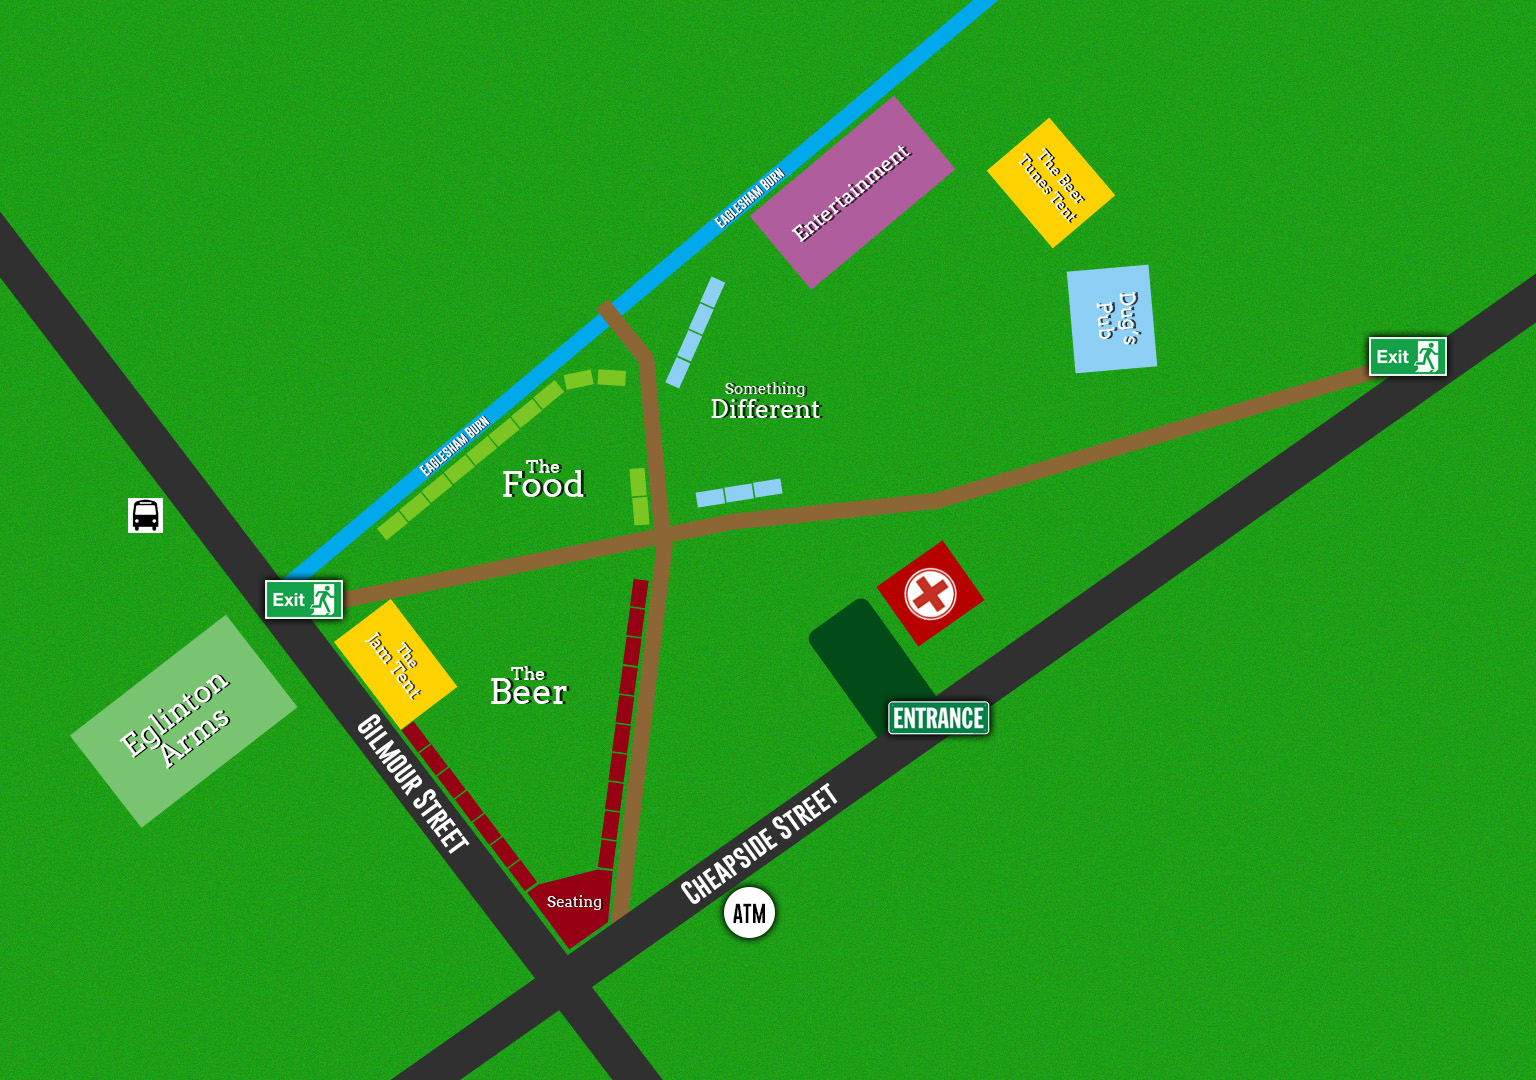 EAGLESHAM BURN
Entertainment
The Beer
Tunes Tent
Dug's
Pub
Exit
Something
Different
EAGLESHAM BURN
The
Food
Exit
The
Jam Tent
The
Beer
Eglinton
Arms
GILMOUR STREET
ENTRANCE
CHEAPSIDE STREET
Seating
ATM